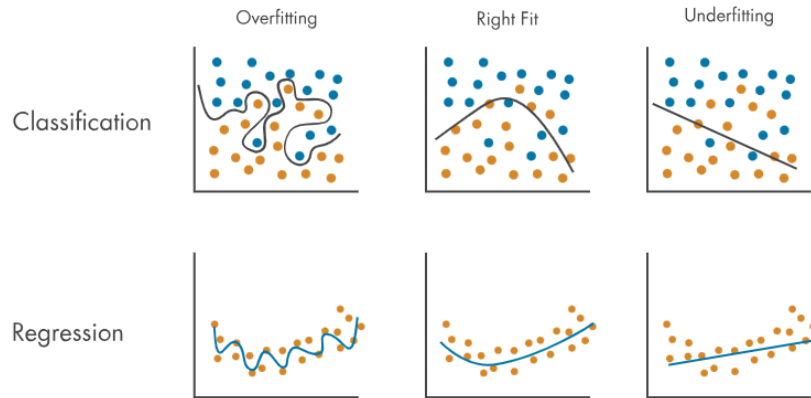 Overfitting
Right Fit
Underfitting
Classification
Regression